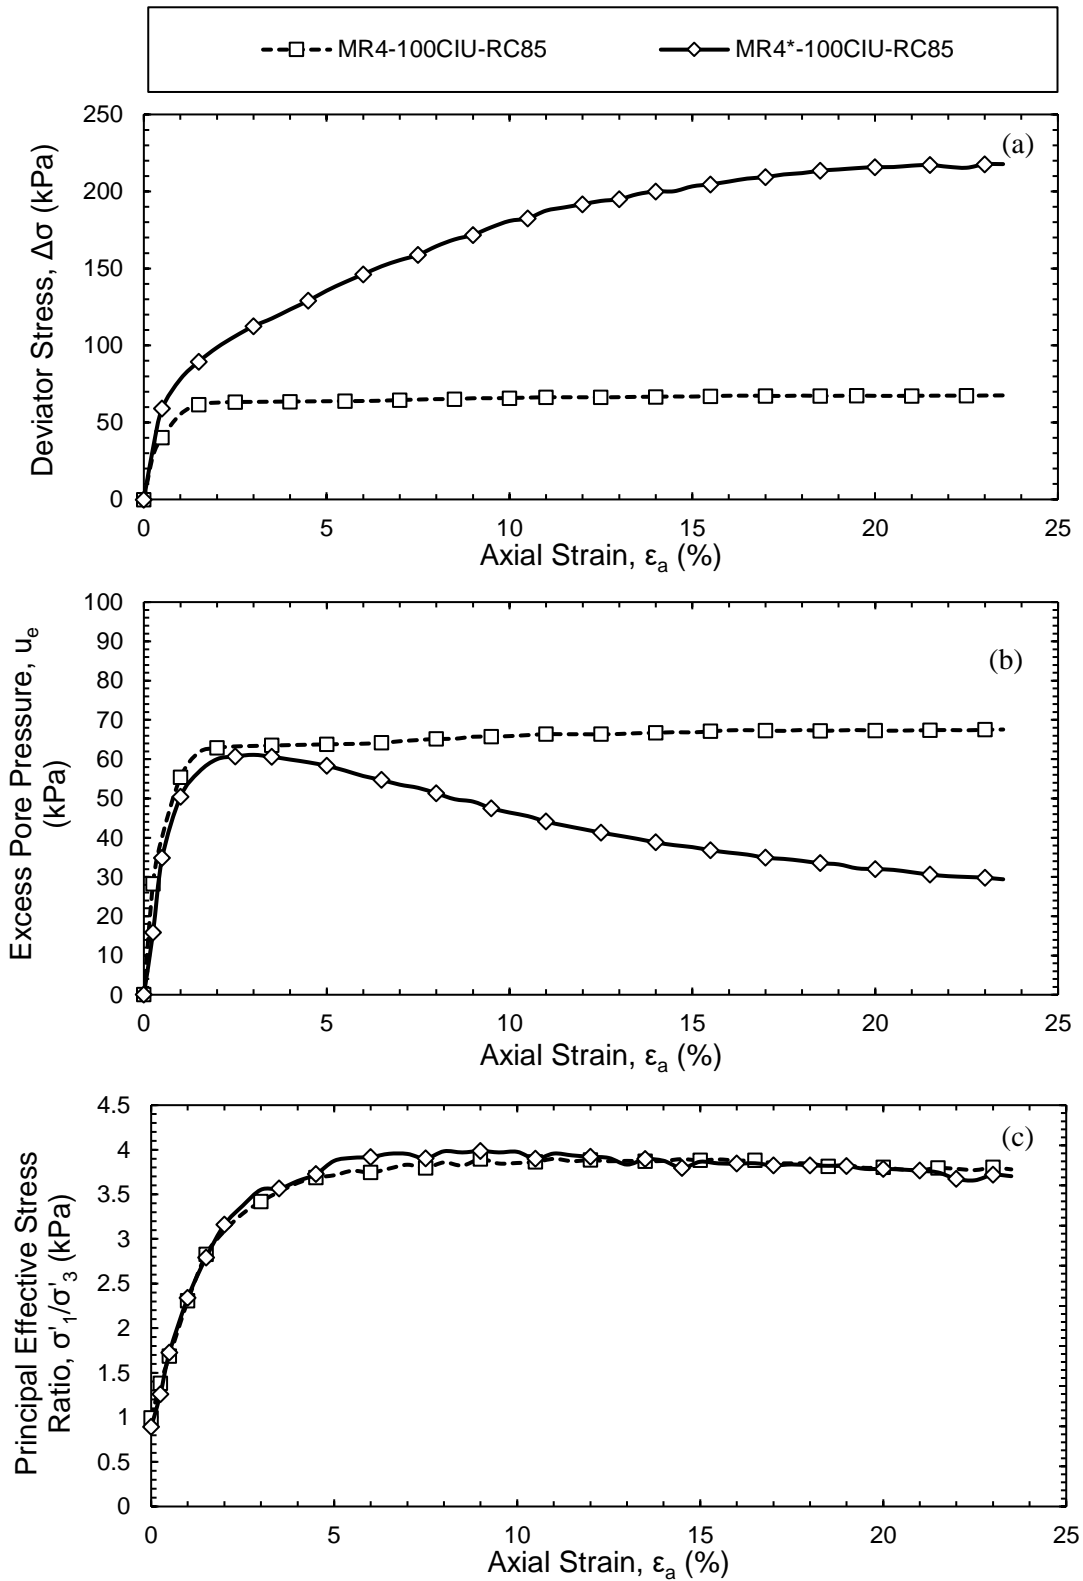 MR4-100CIU-RC85 MR4*-100CIU-RC85
(a)
250
200
150
100
50
0
Deviator Stress, Δσ (kPa)
0 5 10 15 20 25
Axial Strain, εa (%)
(b)
100
90
80
70
60
50
40
30
20
10
0
Excess Pore Pressure, ue
(kPa)
0 5 10 15 20 25
Axial Strain, εa (%)
(c)
4.5
4
3.5
3
2.5
2
1.5
1
0.5
0
Principal Effective Stress
Ratio, σ'1/σ'3 (kPa)
0 5 10 15 20 25
Axial Strain, εa (%)